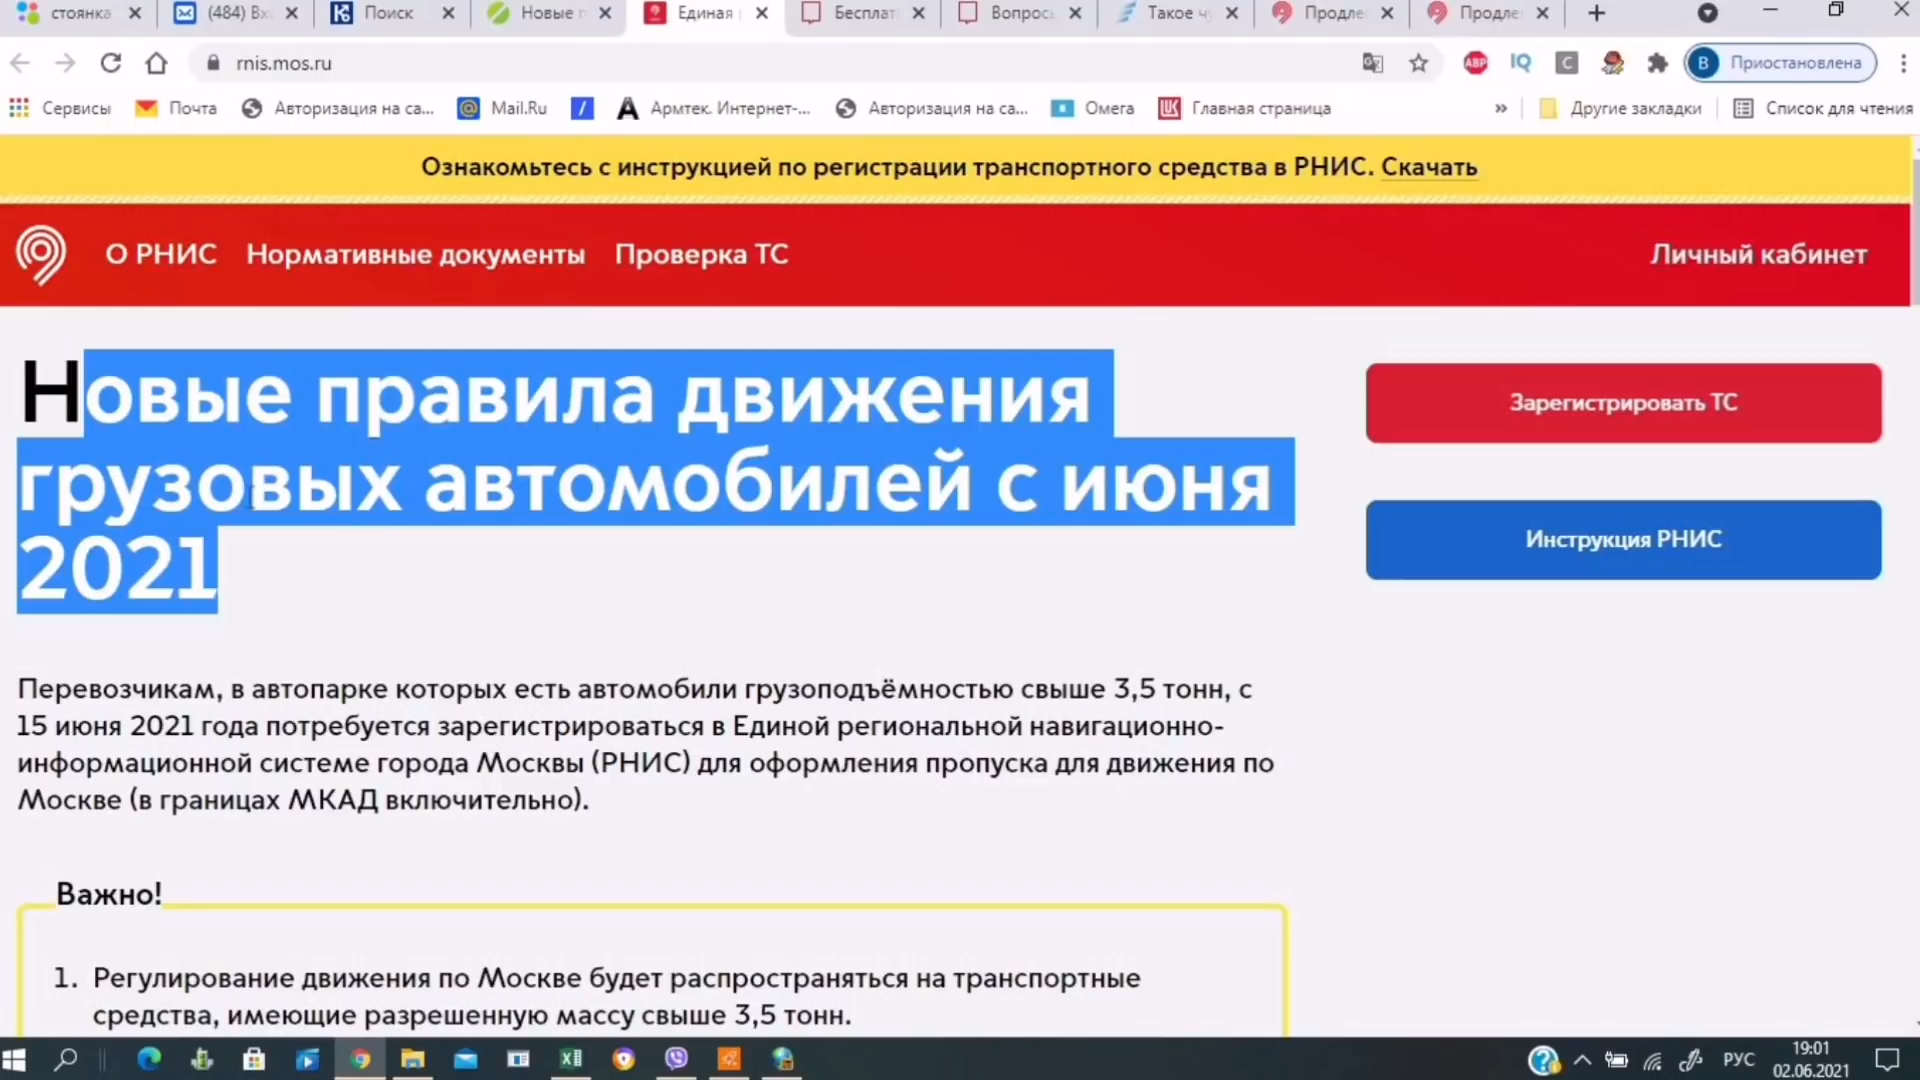 стоянка
(484) Вх
Поиск
Новые п
Единая р
Бесплат
Вопрос
Такое чу
Продле
Продле
rnis.mos.ru
ABP
IQ
C
B
Приостановлена
Сервисы
Почта
Авторизация на са...
Mail.Ru
Армтек. Интернет-...
Авторизация на са...
Омега
Главная страница
»
Другие закладки
Список для чтения
Ознакомьтесь с инструкцией по регистрации транспортного средства в РНИС. Скачать
О РНИС Нормативные документы Проверка ТС
Личный кабинет
Новые правила движения
грузовых автомобилей с июня
2021
Зарегистрировать ТС
Инструкция РНИС
Перевозчикам, в автопарке которых есть автомобили грузоподъёмностью свыше 3,5 тонн, с
15 июня 2021 года потребуется зарегистрироваться в Единой региональной навигационно-
информационной системе города Москвы (РНИС) для оформления пропуска для движения по
Москве (в границах МКАД включительно).
Важно!
1. Регулирование движения по Москве будет распространяться на транспортные
средства, имеющие разрешенную массу свыше 3,5 тонн.
РУС
19:01
02.06.2021